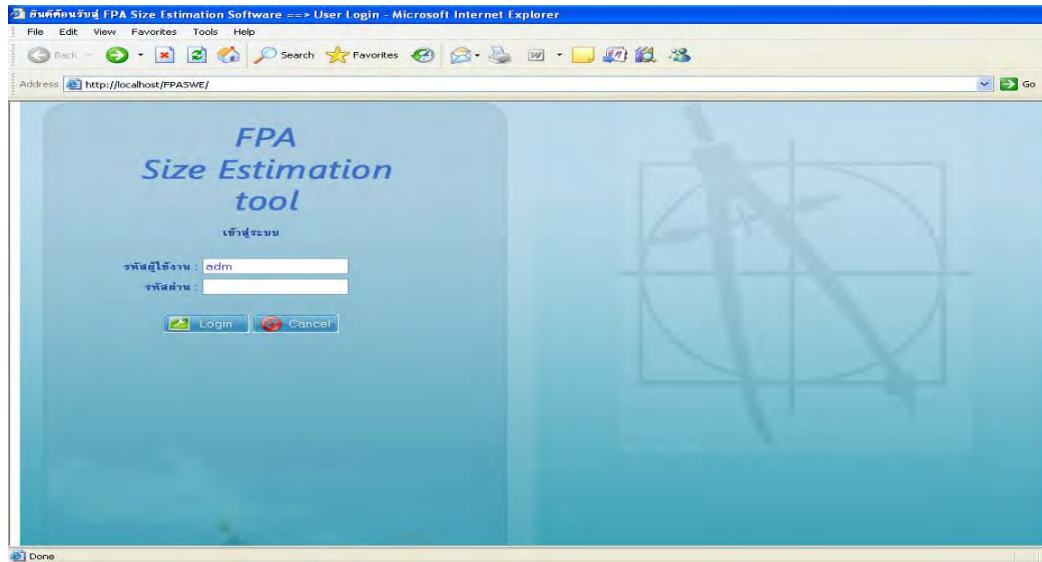 ยินดีต้อนรับสู่ FPA Size Estimation Software ==> User Login - Microsoft Internet Explorer
File Edit View Favorites Tools Help
Back Search Favorites
Address http://localhost/FPASWE/ Go
FPA
Size Estimation
tool
เข้าสู่ระบบ
รหัสผู้ใช้งาน : adm
รหัสผ่าน :
Login Cancel
Done